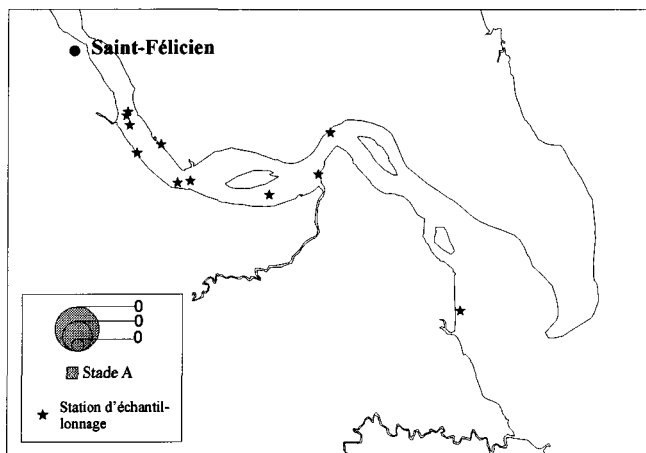 Saint-Félicien
0
0
0
Stade A
Station d'échantil-
lonnage